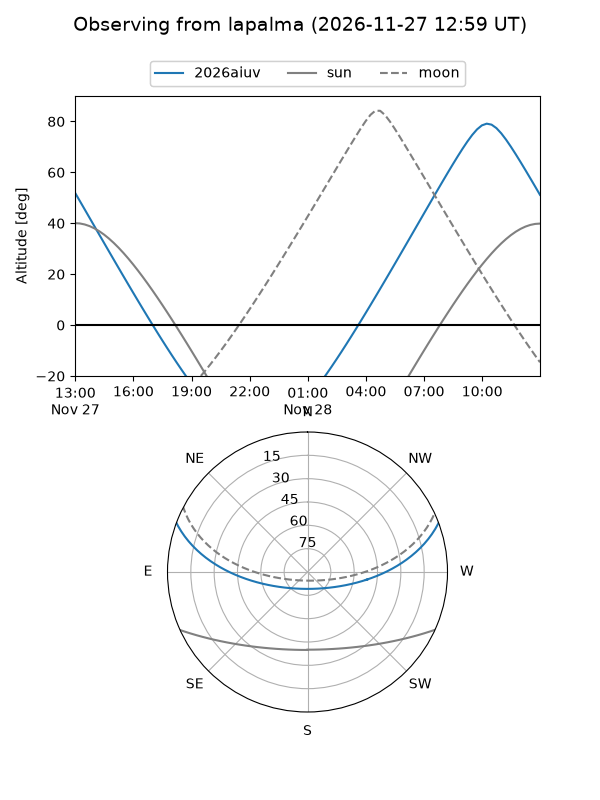 Observing from lapalma (2026-11-27 12:59 UT)
2026aiuv sun moon
Altitude [deg]
80
60
40
20
0
−20
13:00 16:00 19:00 22:00 01:00 04:00 07:00 10:00
Nov 27 Nov 28
N
NE NW
15
30
45
60
75
E W
SE SW
S